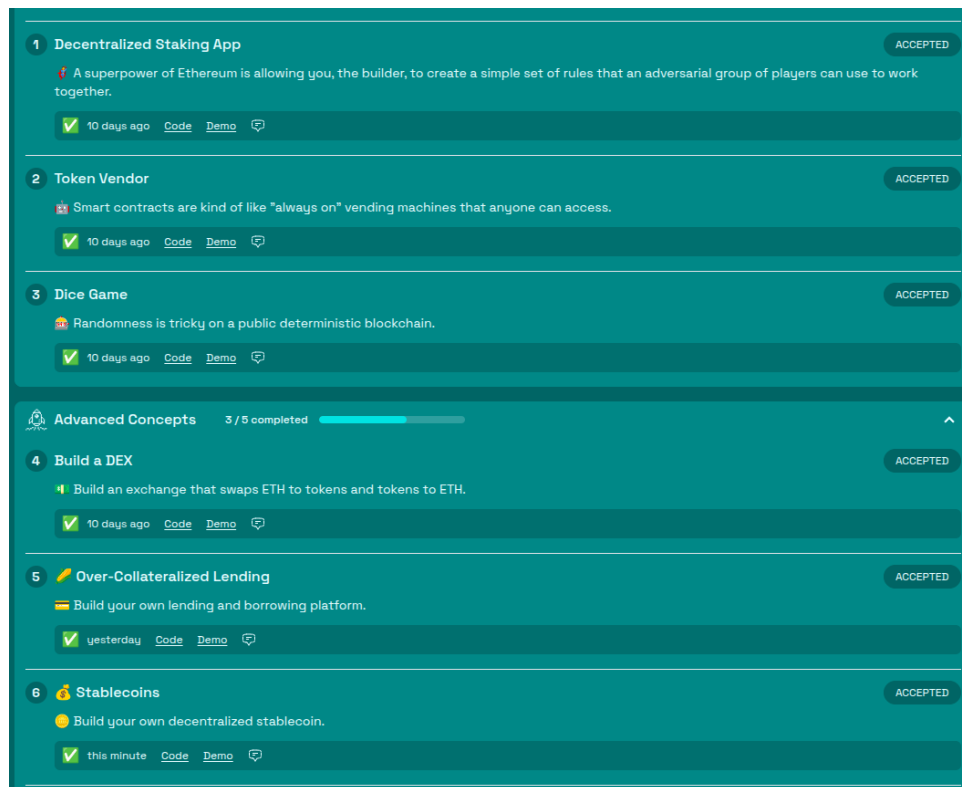 1 Decentralized Staking App ACCEPTED
A superpower of Ethereum is allowing you, the builder, to create a simple set of rules that an adversarial group of players can use to work
together.
10 days ago Code Demo
2 Token Vendor ACCEPTED
Smart contracts are kind of like "always on" vending machines that anyone can access.
10 days ago Code Demo
3 Dice Game ACCEPTED
Randomness is tricky on a public deterministic blockchain.
10 days ago Code Demo
Advanced Concepts 3 / 5 completed
4 Build a DEX ACCEPTED
Build an exchange that swaps ETH to tokens and tokens to ETH.
10 days ago Code Demo
5 Over-Collateralized Lending ACCEPTED
Build your own lending and borrowing platform.
yesterday Code Demo
6 Stablecoins ACCEPTED
Build your own decentralized stablecoin.
this minute Code Demo